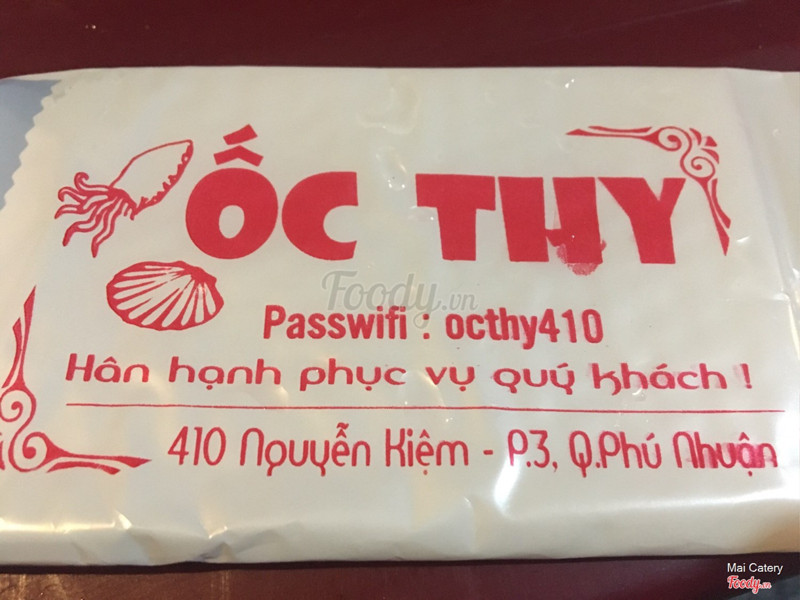 ỐC THY
Foody.vn
Passwifi : octhy410
Hân hạnh phục vụ quý khách !
410 Nguyễn Kiệm - P.3, Q.Phú Nhuận
Mai Catery
Foody.vn